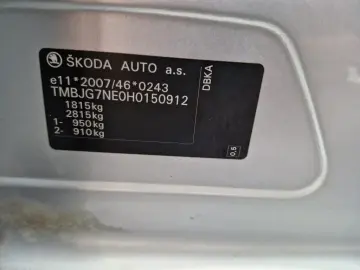 ŠKODA AUTO a.s.
e11*2007/46*0243
TMBJG7NE0H0150912
1815kg
2815kg
1- 950kg
2- 910kg
DBKA
0,5